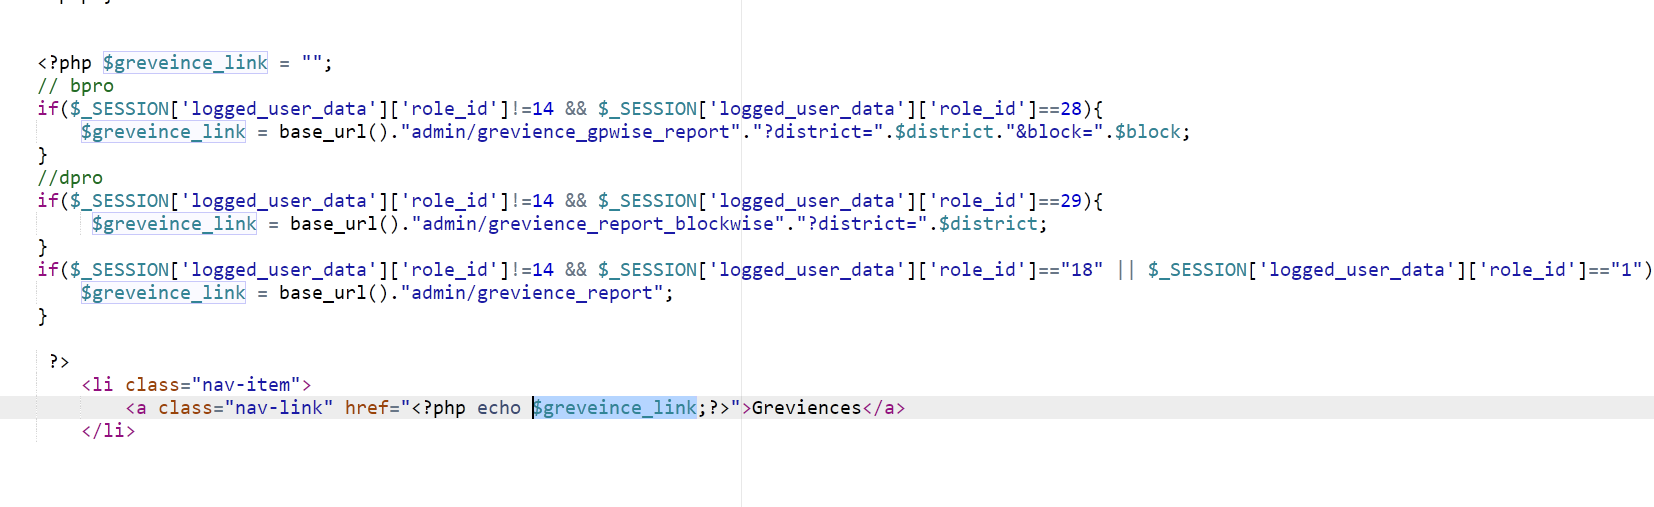 <?php $greveince_link = "";
// bpro
if($_SESSION['logged_user_data']['role_id']!=14 && $_SESSION['logged_user_data']['role_id']==28){
$greveince_link = base_url()."admin/grevience_gpwise_report"."?district=".$district."&block=".$block;
}
//dpro
if($_SESSION['logged_user_data']['role_id']!=14 && $_SESSION['logged_user_data']['role_id']==29){
$greveince_link = base_url()."admin/grevience_report_blockwise"."?district=".$district;
}
if($_SESSION['logged_user_data']['role_id']!=14 && $_SESSION['logged_user_data']['role_id']=="18" || $_SESSION['logged_user_data']['role_id']=="1")
$greveince_link = base_url()."admin/grevience_report";
}
?>
<li class="nav-item">
<a class="nav-link" href="<?php echo $greveince_link;?>">Greviences</a>
</li>